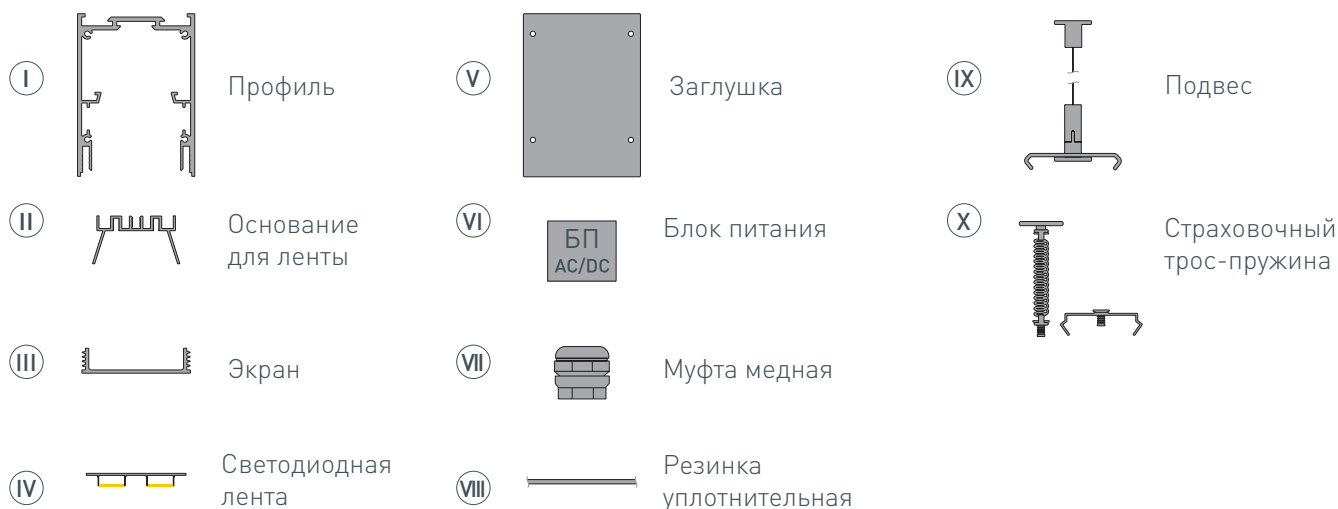 I
Профиль
II
Основание
для ленты
III
Экран
IV
Светодиодная
лента
V
Заглушка
VI
БП
AC/DC
Блок питания
VII
Муфта медная
VIII
Резинка
уплотнительная
IX
Подвес
X
Страховочный
трос-пружина